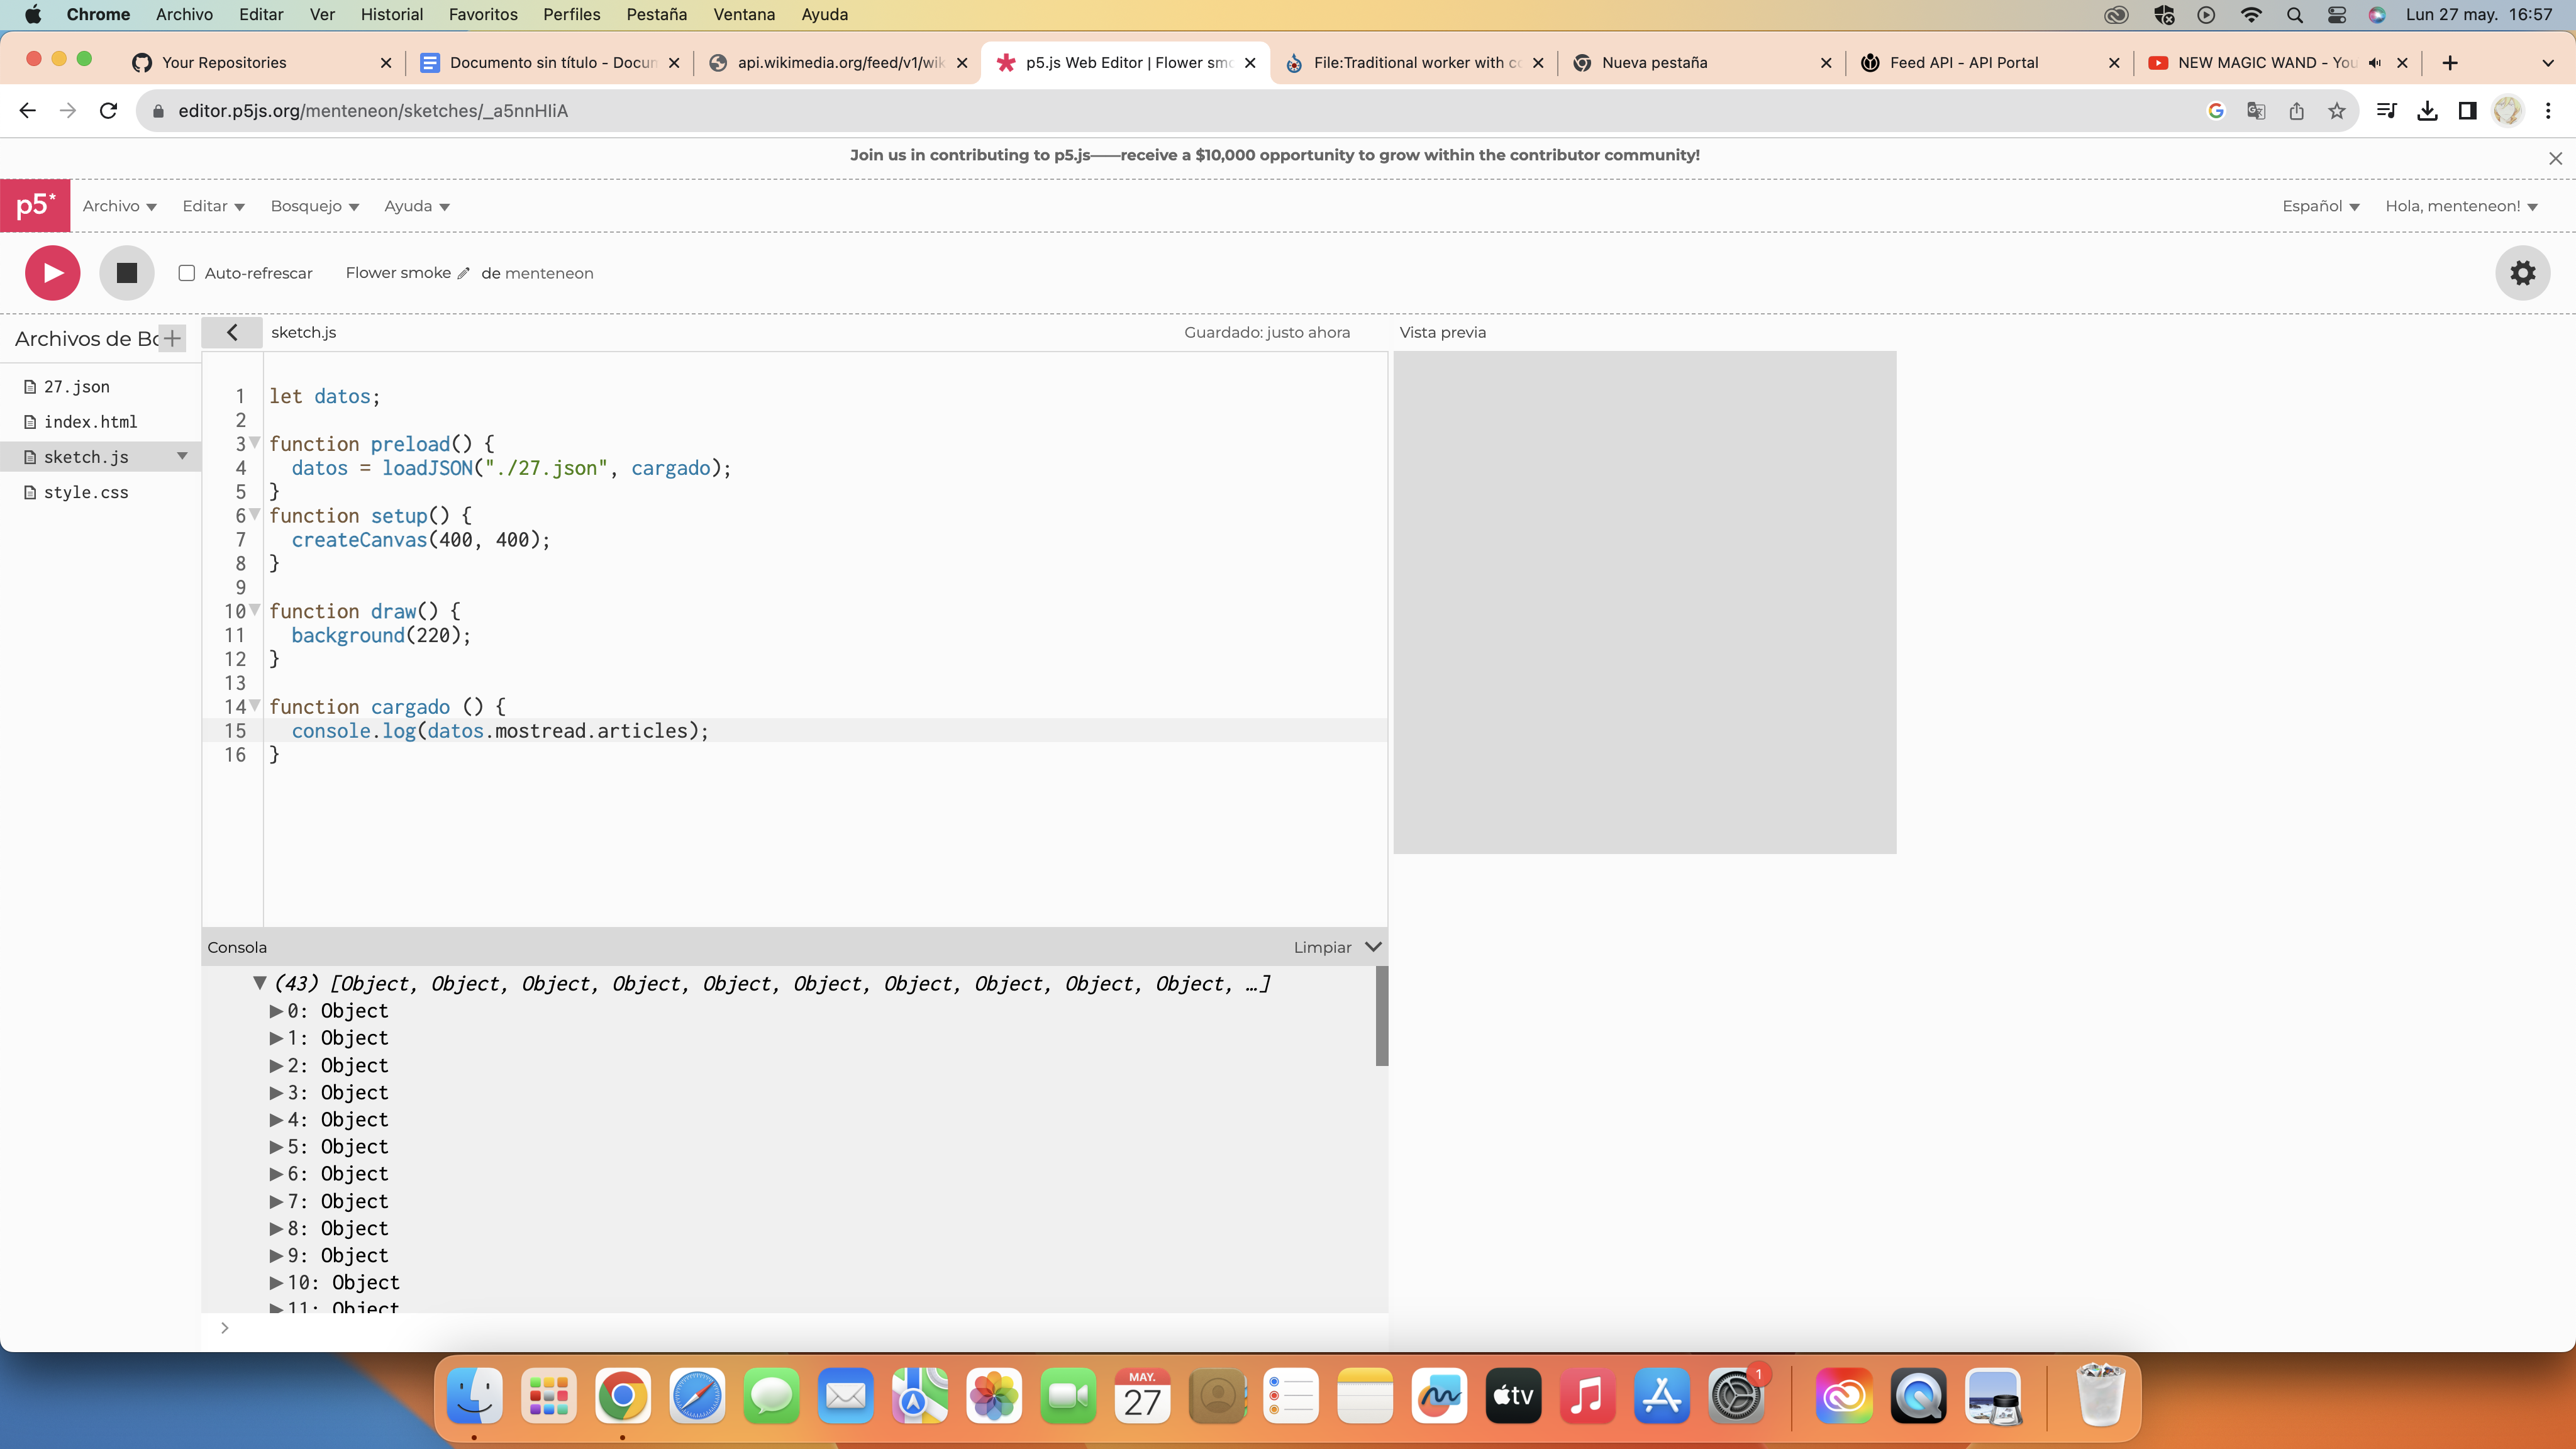 Chrome Archivo Editar Ver Historial Favoritos Perfiles Pestaña Ventana Ayuda Lun 27 may. 16:57
Your Repositories Documento sin título - Docun api.wikimedia.org/feed/v1/wik p5.js Web Editor | Flower smo File:Traditional worker with co Nueva pestaña Feed API - API Portal NEW MAGIC WAND - You
editor.p5js.org/menteneon/sketches/_a5nnHIiA
Join us in contributing to p5.js——receive a $10,000 opportunity to grow within the contributor community!
p5* Archivo Editar Bosquejo Ayuda Español Hola, menteneon!
Auto-refrescar Flower smoke de menteneon
Archivos de Bo
sketch.js Guardado: justo ahora Vista previa
27.json
index.html
sketch.js
style.css
1 let datos;
2
3 function preload() {
4 datos = loadJSON("./27.json", cargado);
5 }
6 function setup() {
7 createCanvas(400, 400);
8 }
9
10 function draw() {
11 background(220);
12 }
13
14 function cargado () {
15 console.log(datos.mostread.articles);
16 }
Consola Limpiar
(43) [Object, Object, Object, Object, Object, Object, Object, Object, Object, Object, …]
0: Object
1: Object
2: Object
3: Object
4: Object
5: Object
6: Object
7: Object
8: Object
9: Object
10: Object
11: Object
>
MAY.
27
tv
1